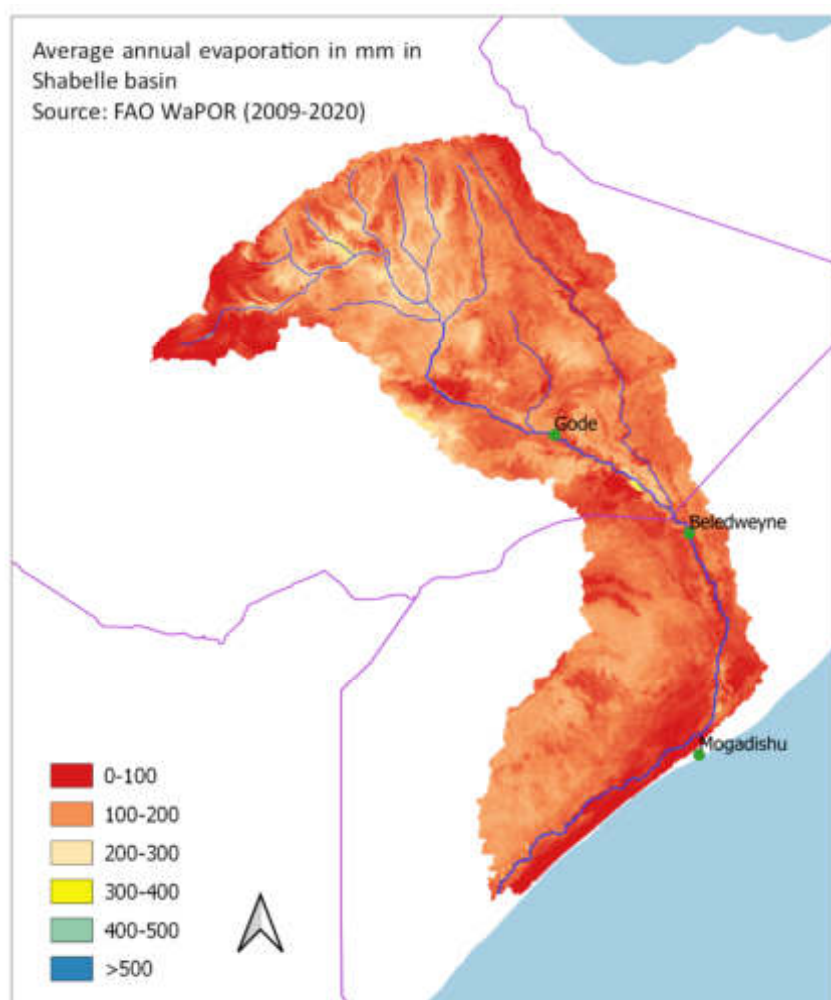 Average annual evaporation in mm in
Shabelle basin
Source: FAO WaPOR (2009-2020)
Gode
Beledweyne
Mogadishu
0-100
100-200
200-300
300-400
400-500
>500